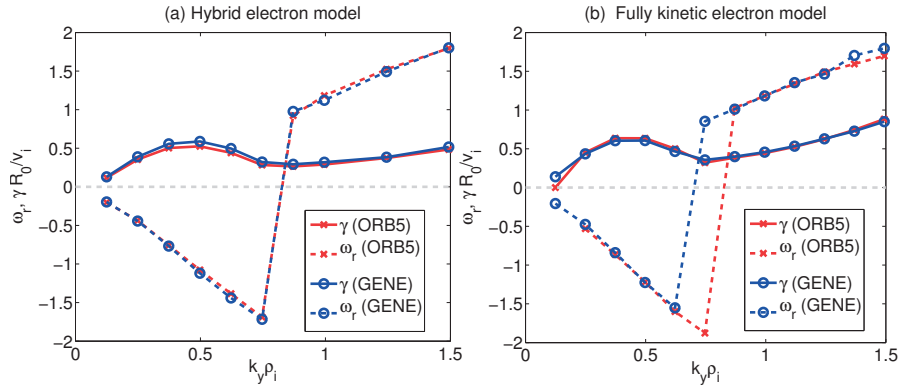 (a) Hybrid electron model
ω_r, γ R_0/v_i
2
1.5
1
0.5
0
−0.5
−1
−1.5
−2
0
0.5
1
1.5
k_yρ_i
γ (ORB5)
ω_r (ORB5)
γ (GENE)
ω_r (GENE)
(b) Fully kinetic electron model
ω_r, γ R_0/v_i
2
1.5
1
0.5
0
−0.5
−1
−1.5
−2
0
0.5
1
1.5
k_yρ_i
γ (ORB5)
ω_r (ORB5)
γ (GENE)
ω_r (GENE)